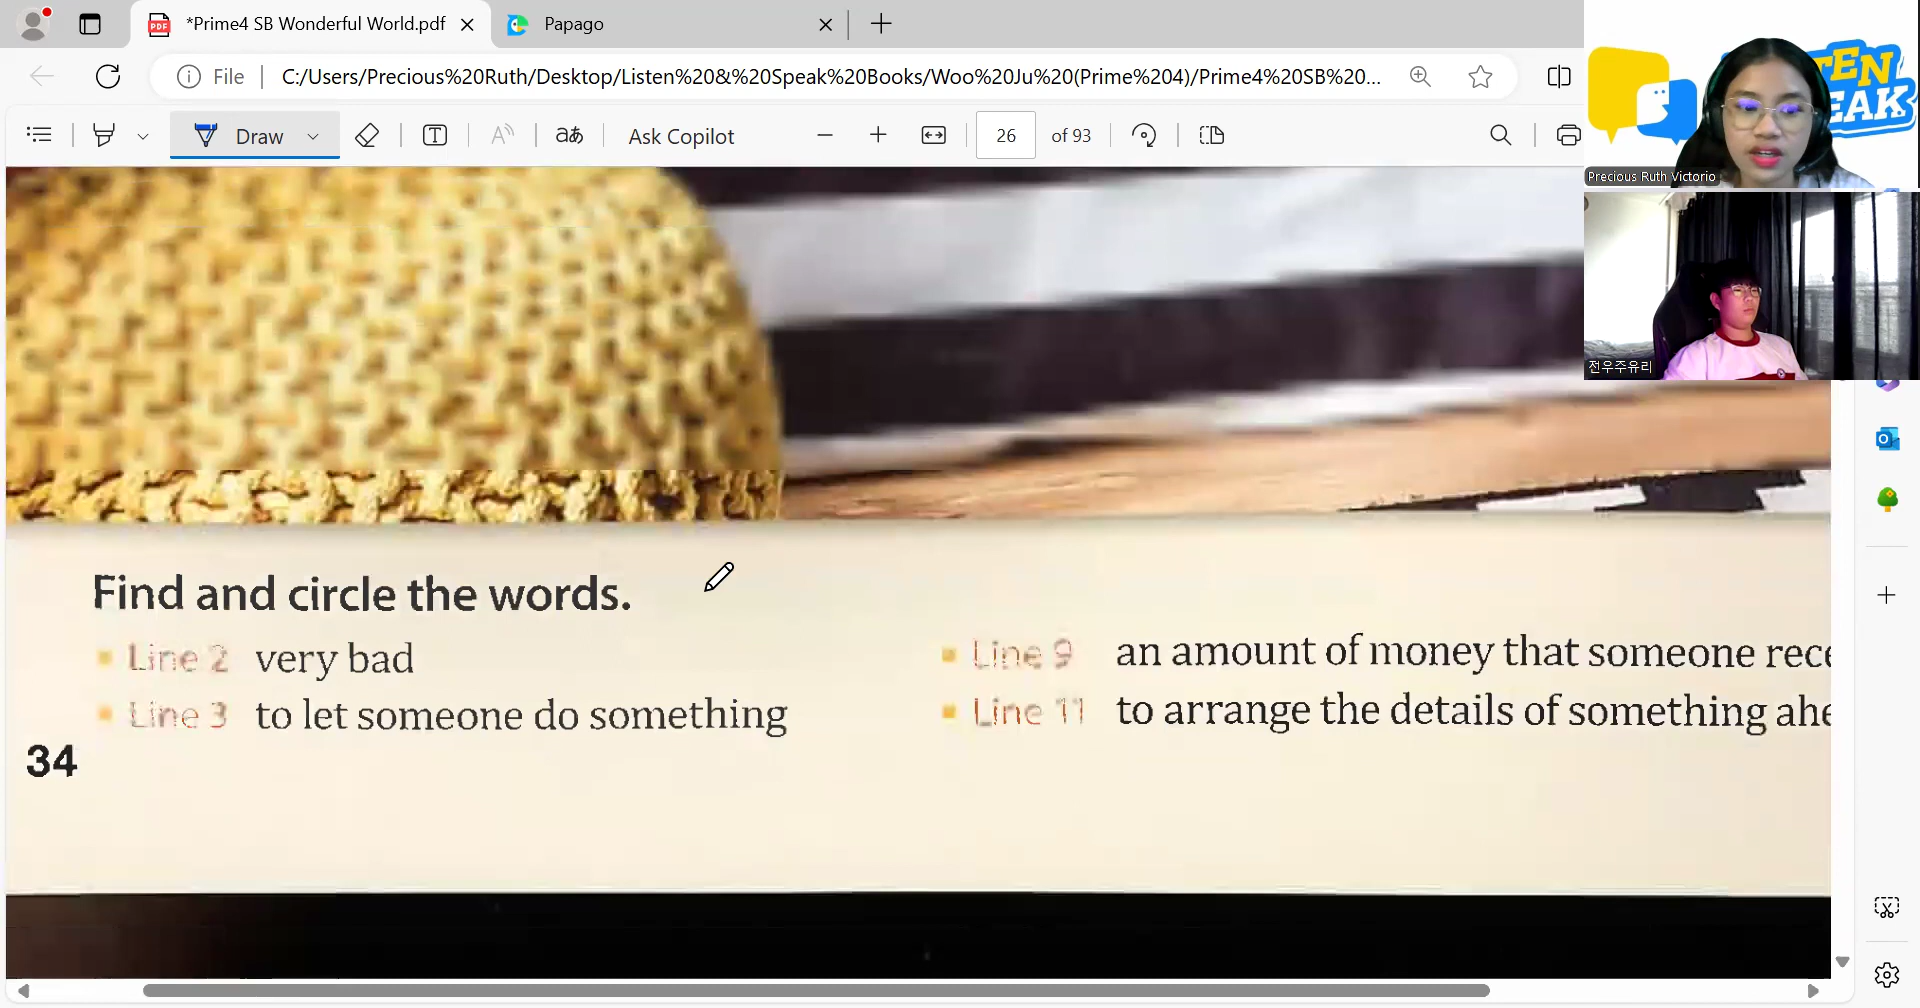 *Prime4 SB Wonderful World.pdf
Papago
File
C:/Users/Precious%20Ruth/Desktop/Listen%20&%20Speak%20Books/Woo%20Ju%20(Prime%204)/Prime4%20SB%20...
Draw
Ask Copilot
26 of 93
Precious Ruth Victorio
전우주유리
Find and circle the words.
Line 2 very bad
Line 3 to let someone do something
Line 9 an amount of money that someone rece
Line 11 to arrange the details of something ahe
34